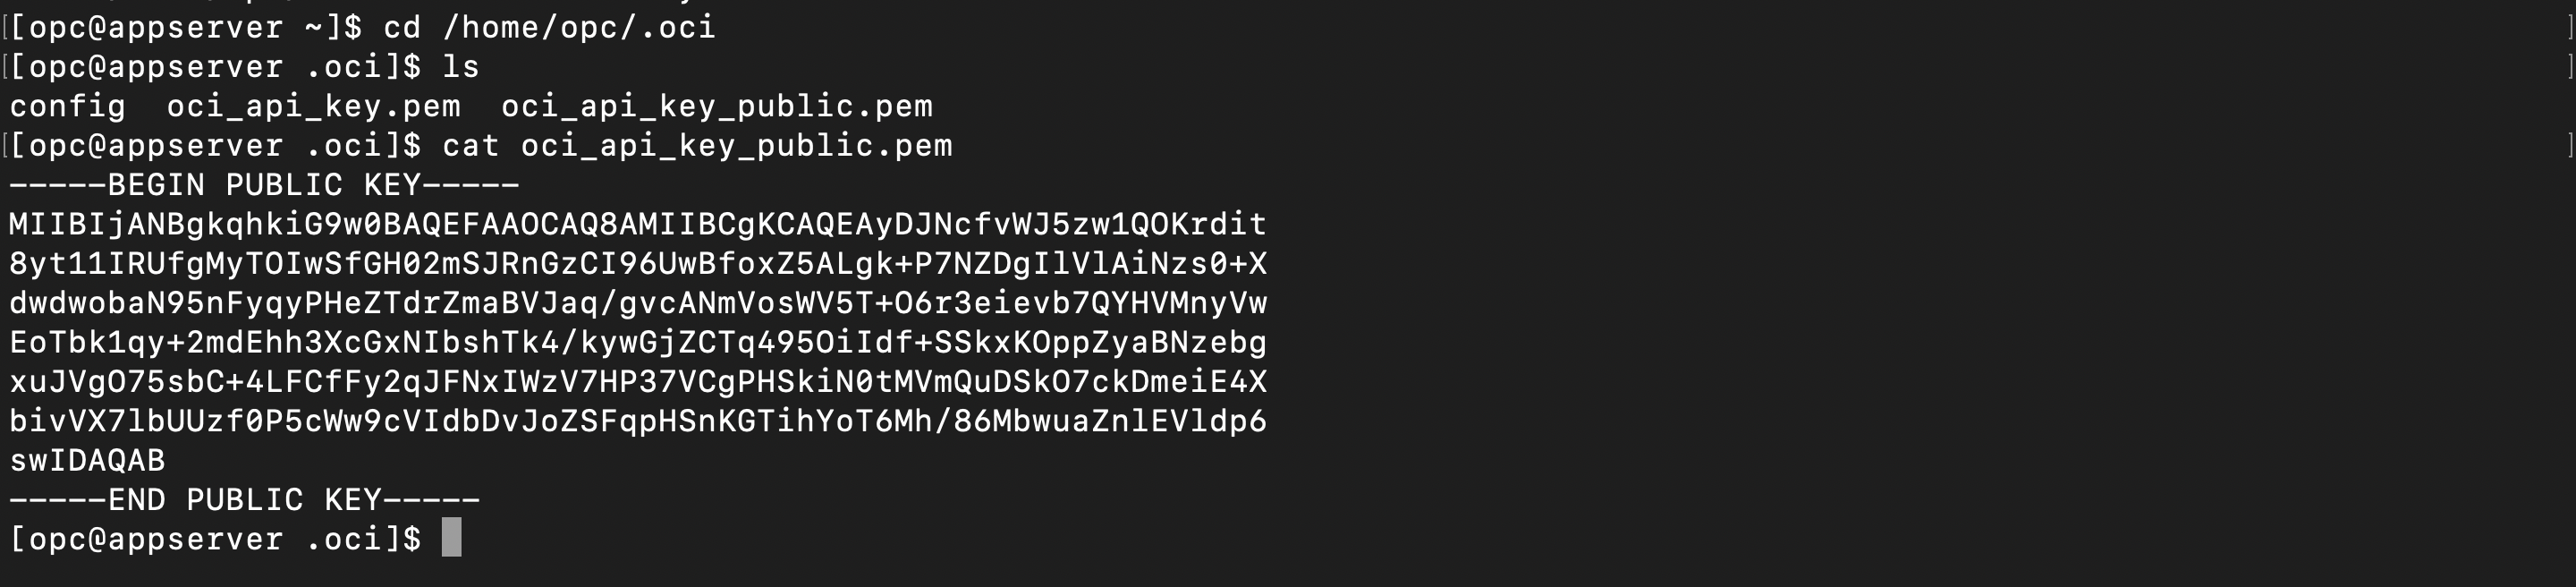 [[opc@appserver ~]$ cd /home/opc/.oci ]
[[opc@appserver .oci]$ ls ]
config  oci_api_key.pem  oci_api_key_public.pem
[[opc@appserver .oci]$ cat oci_api_key_public.pem ]
-----BEGIN PUBLIC KEY-----
MIIBIjANBgkqhkiG9w0BAQEFAAOCAQ8AMIIBCgKCAQEAyDJNcfvWJ5zw1QOKrdit
8yt11IRUfgMyTOIwSfGH02mSJRnGzCI96UwBfoxZ5ALgk+P7NZDgIlVlAiNzs0+X
dwdwobaN95nFyqyPHeZTdrZmaBVJaq/gvcANmVosWV5T+O6r3eievb7QYHVMnyVw
EoTbk1qy+2mdEhh3XcGxNIbshTk4/kywGjZCTq495OiIdf+SSkxKOppZyaBNzebg
xuJVgO75sbC+4LFCfFy2qJFNxIWzV7HP37VCgPHSkiN0tMVmQuDSkO7ckDmeiE4X
bivVX7lbUUzf0P5cWw9cVIdbDvJoZSFqpHSnKGTihYoT6Mh/86MbwuaZnlEVldp6
swIDAQAB
-----END PUBLIC KEY-----
[opc@appserver .oci]$